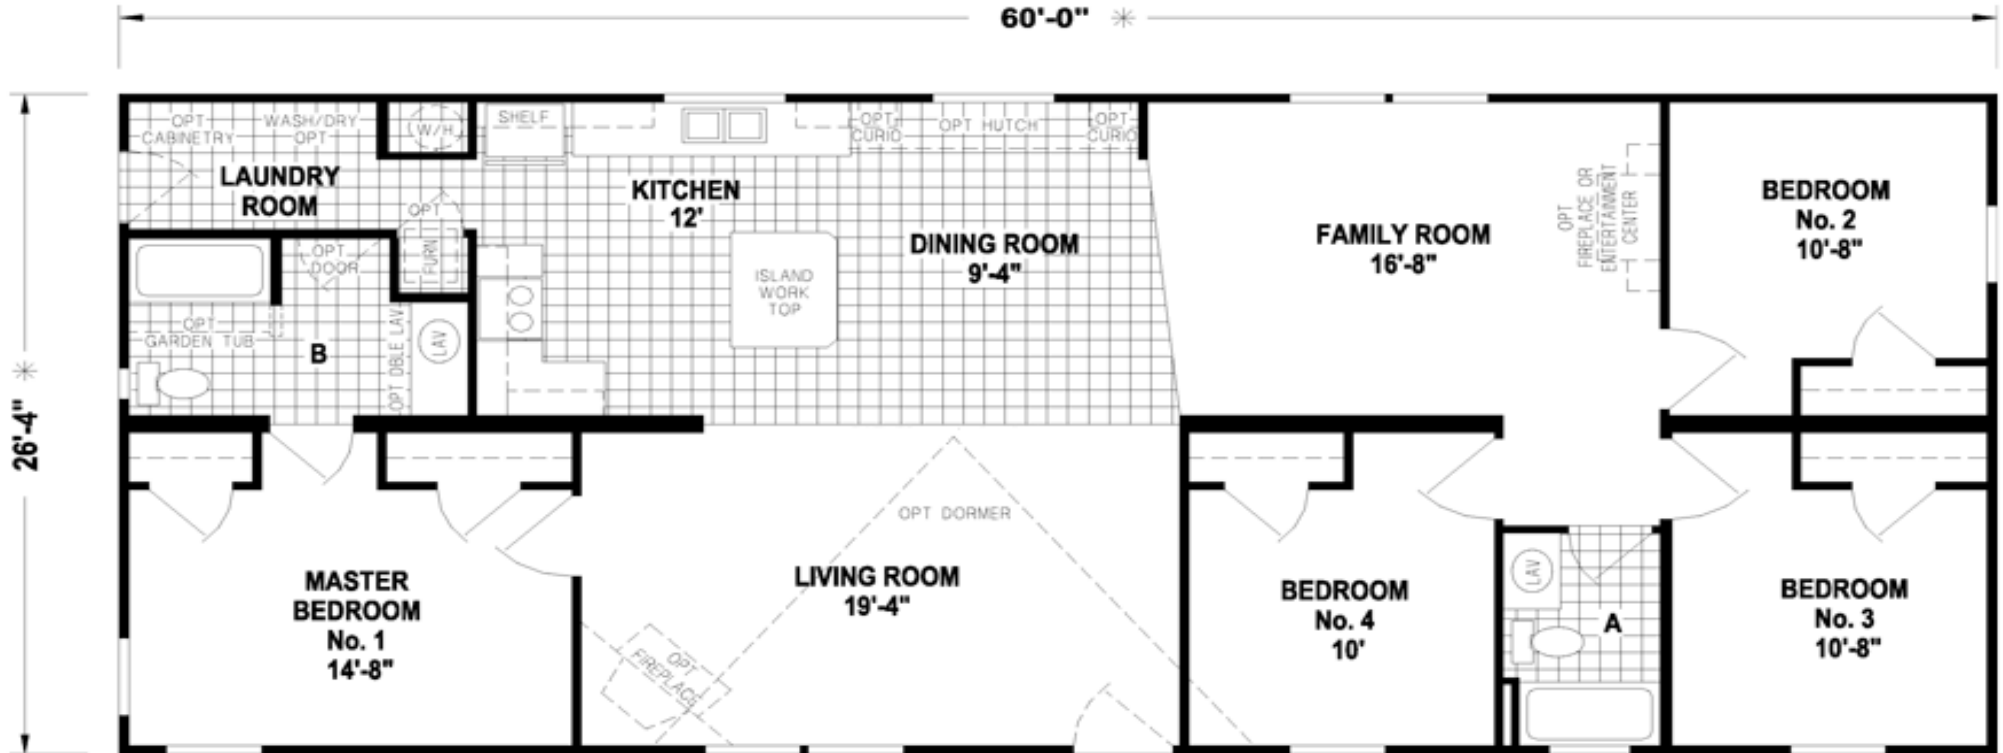 60'-0" *
26'-4" *
OPT
CABINETRY
WASH/DRY
OPT
W/H
SHELF
OPT
CURIO
OPT HUTCH
OPT
CURIO
LAUNDRY
ROOM
KITCHEN
12'
DINING ROOM
9'-4"
FAMILY ROOM
16'-8"
OPT
FIREPLACE OR
ENTERTAINMENT
CENTER
BEDROOM
No. 2
10'-8"
OPT
FURN
OPT
DOOR
ISLAND
WORK
TOP
OPT
GARDEN TUB
B
OPT DBLE LAV
LAV
OPT DORMER
MASTER
BEDROOM
No. 1
14'-8"
LIVING ROOM
19'-4"
OPT
FIREPLACE
BEDROOM
No. 4
10'
LAV
A
BEDROOM
No. 3
10'-8"